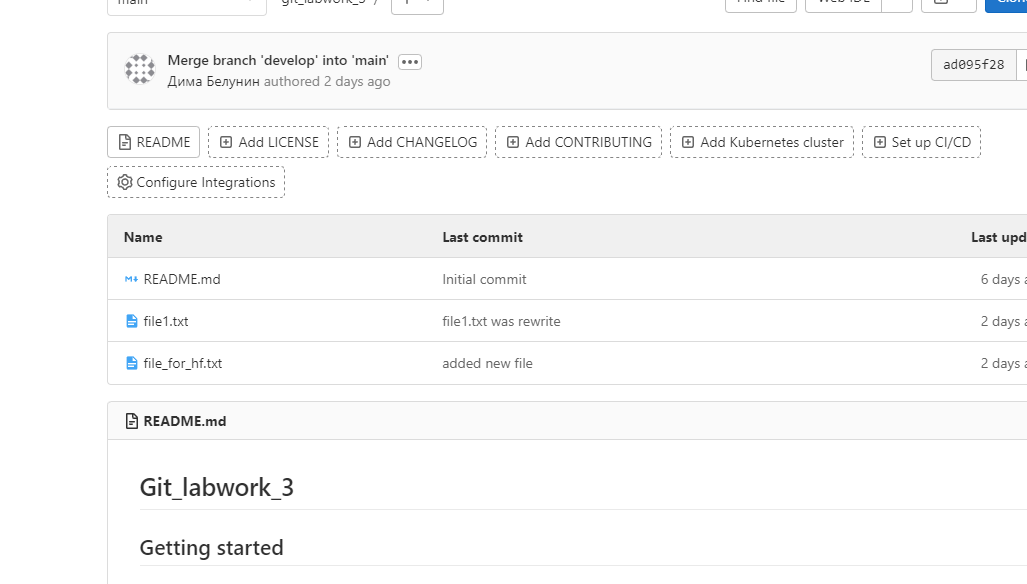 main git_labwork_3 / Find file Web IDE Clone
Merge branch 'develop' into 'main'
Дима Белунин authored 2 days ago
ad095f28
README Add LICENSE Add CHANGELOG Add CONTRIBUTING Add Kubernetes cluster Set up CI/CD
Configure Integrations
Name Last commit Last upd
README.md Initial commit 6 days a
file1.txt file1.txt was rewrite 2 days a
file_for_hf.txt added new file 2 days a
README.md
Git_labwork_3
Getting started